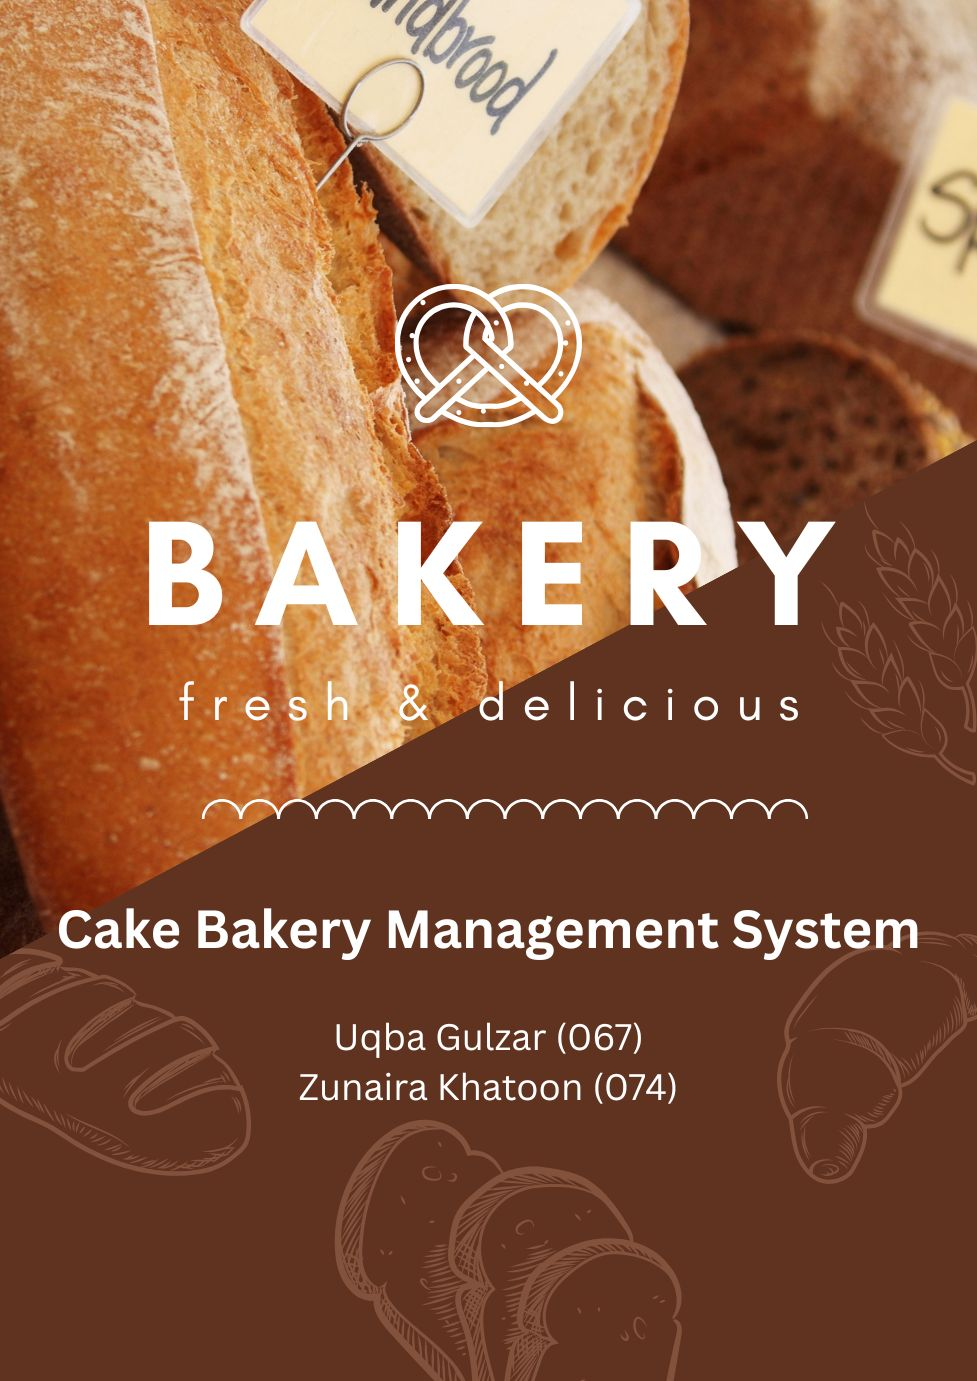 BAKERY
fresh & delicious
Cake Bakery Management System
Uqba Gulzar (067)
Zunaira Khatoon (074)